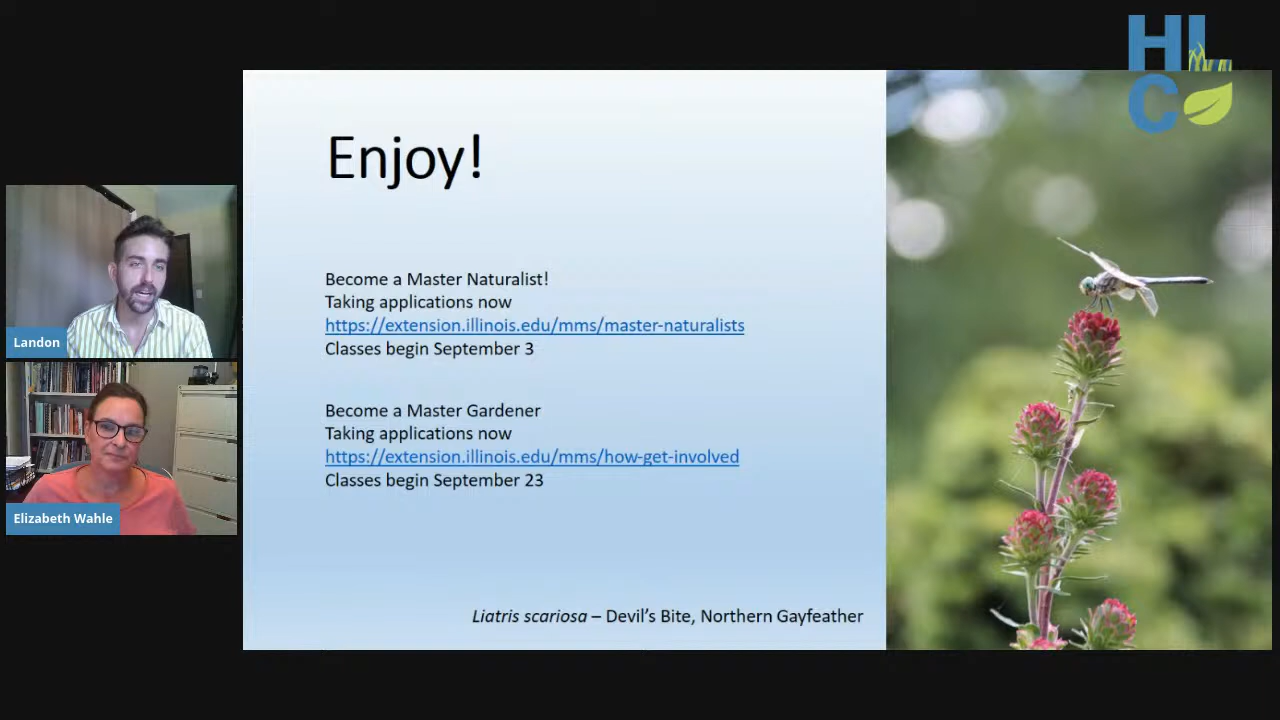 HL
C
Enjoy!
Become a Master Naturalist!
Taking applications now
https://extension.illinois.edu/mms/master-naturalists
Classes begin September 3
Become a Master Gardener
Taking applications now
https://extension.illinois.edu/mms/how-get-involved
Classes begin September 23
Liatris scariosa – Devil's Bite, Northern Gayfeather
Landon
Elizabeth Wahle